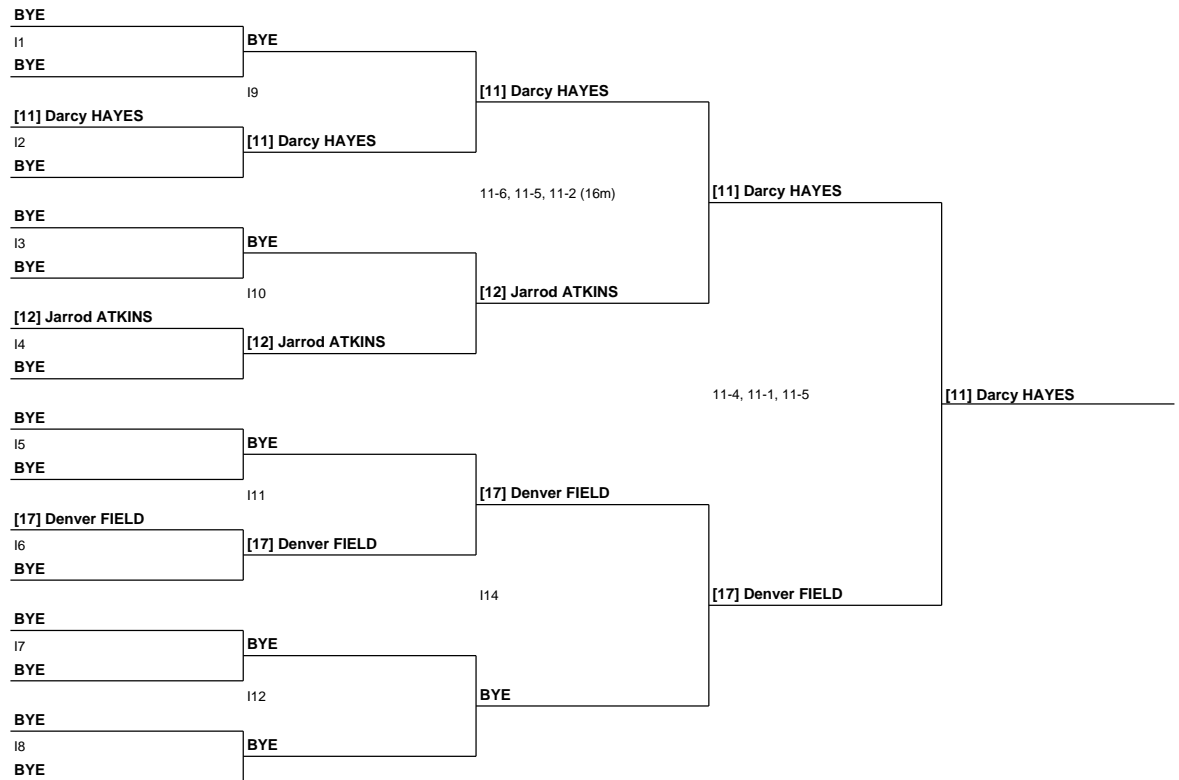 BYE
I1
BYE
BYE
I9
[11] Darcy HAYES
[11] Darcy HAYES
I2
[11] Darcy HAYES
BYE
11-6, 11-5, 11-2 (16m)
[11] Darcy HAYES
BYE
I3
BYE
BYE
I10
[12] Jarrod ATKINS
[12] Jarrod ATKINS
I4
[12] Jarrod ATKINS
BYE
11-4, 11-1, 11-5
[11] Darcy HAYES
BYE
I5
BYE
BYE
I11
[17] Denver FIELD
[17] Denver FIELD
I6
[17] Denver FIELD
BYE
I14
[17] Denver FIELD
BYE
I7
BYE
BYE
I12
BYE
BYE
I8
BYE
BYE